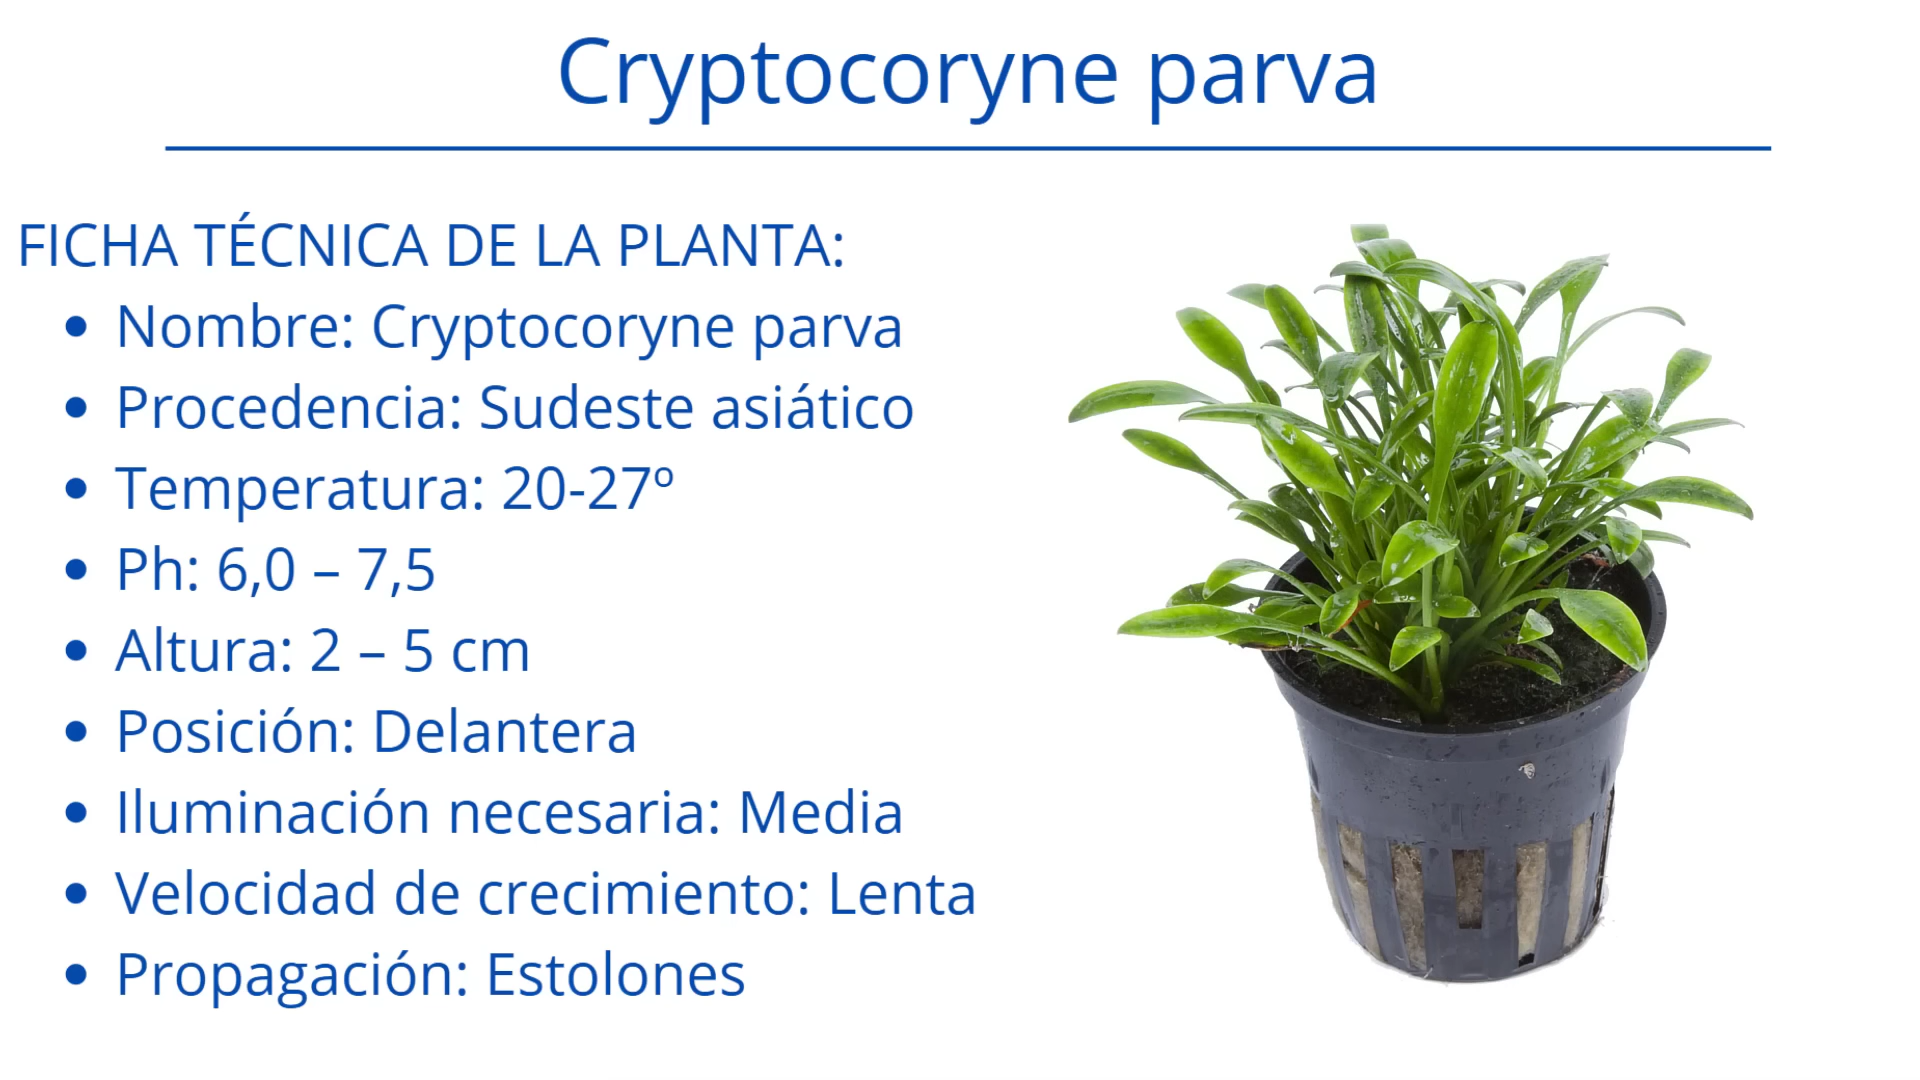 Cryptocoryne parva
FICHA TÉCNICA DE LA PLANTA:
• Nombre: Cryptocoryne parva
• Procedencia: Sudeste asiático
• Temperatura: 20-27º
• Ph: 6,0 – 7,5
• Altura: 2 – 5 cm
• Posición: Delantera
• Iluminación necesaria: Media
• Velocidad de crecimiento: Lenta
• Propagación: Estolones